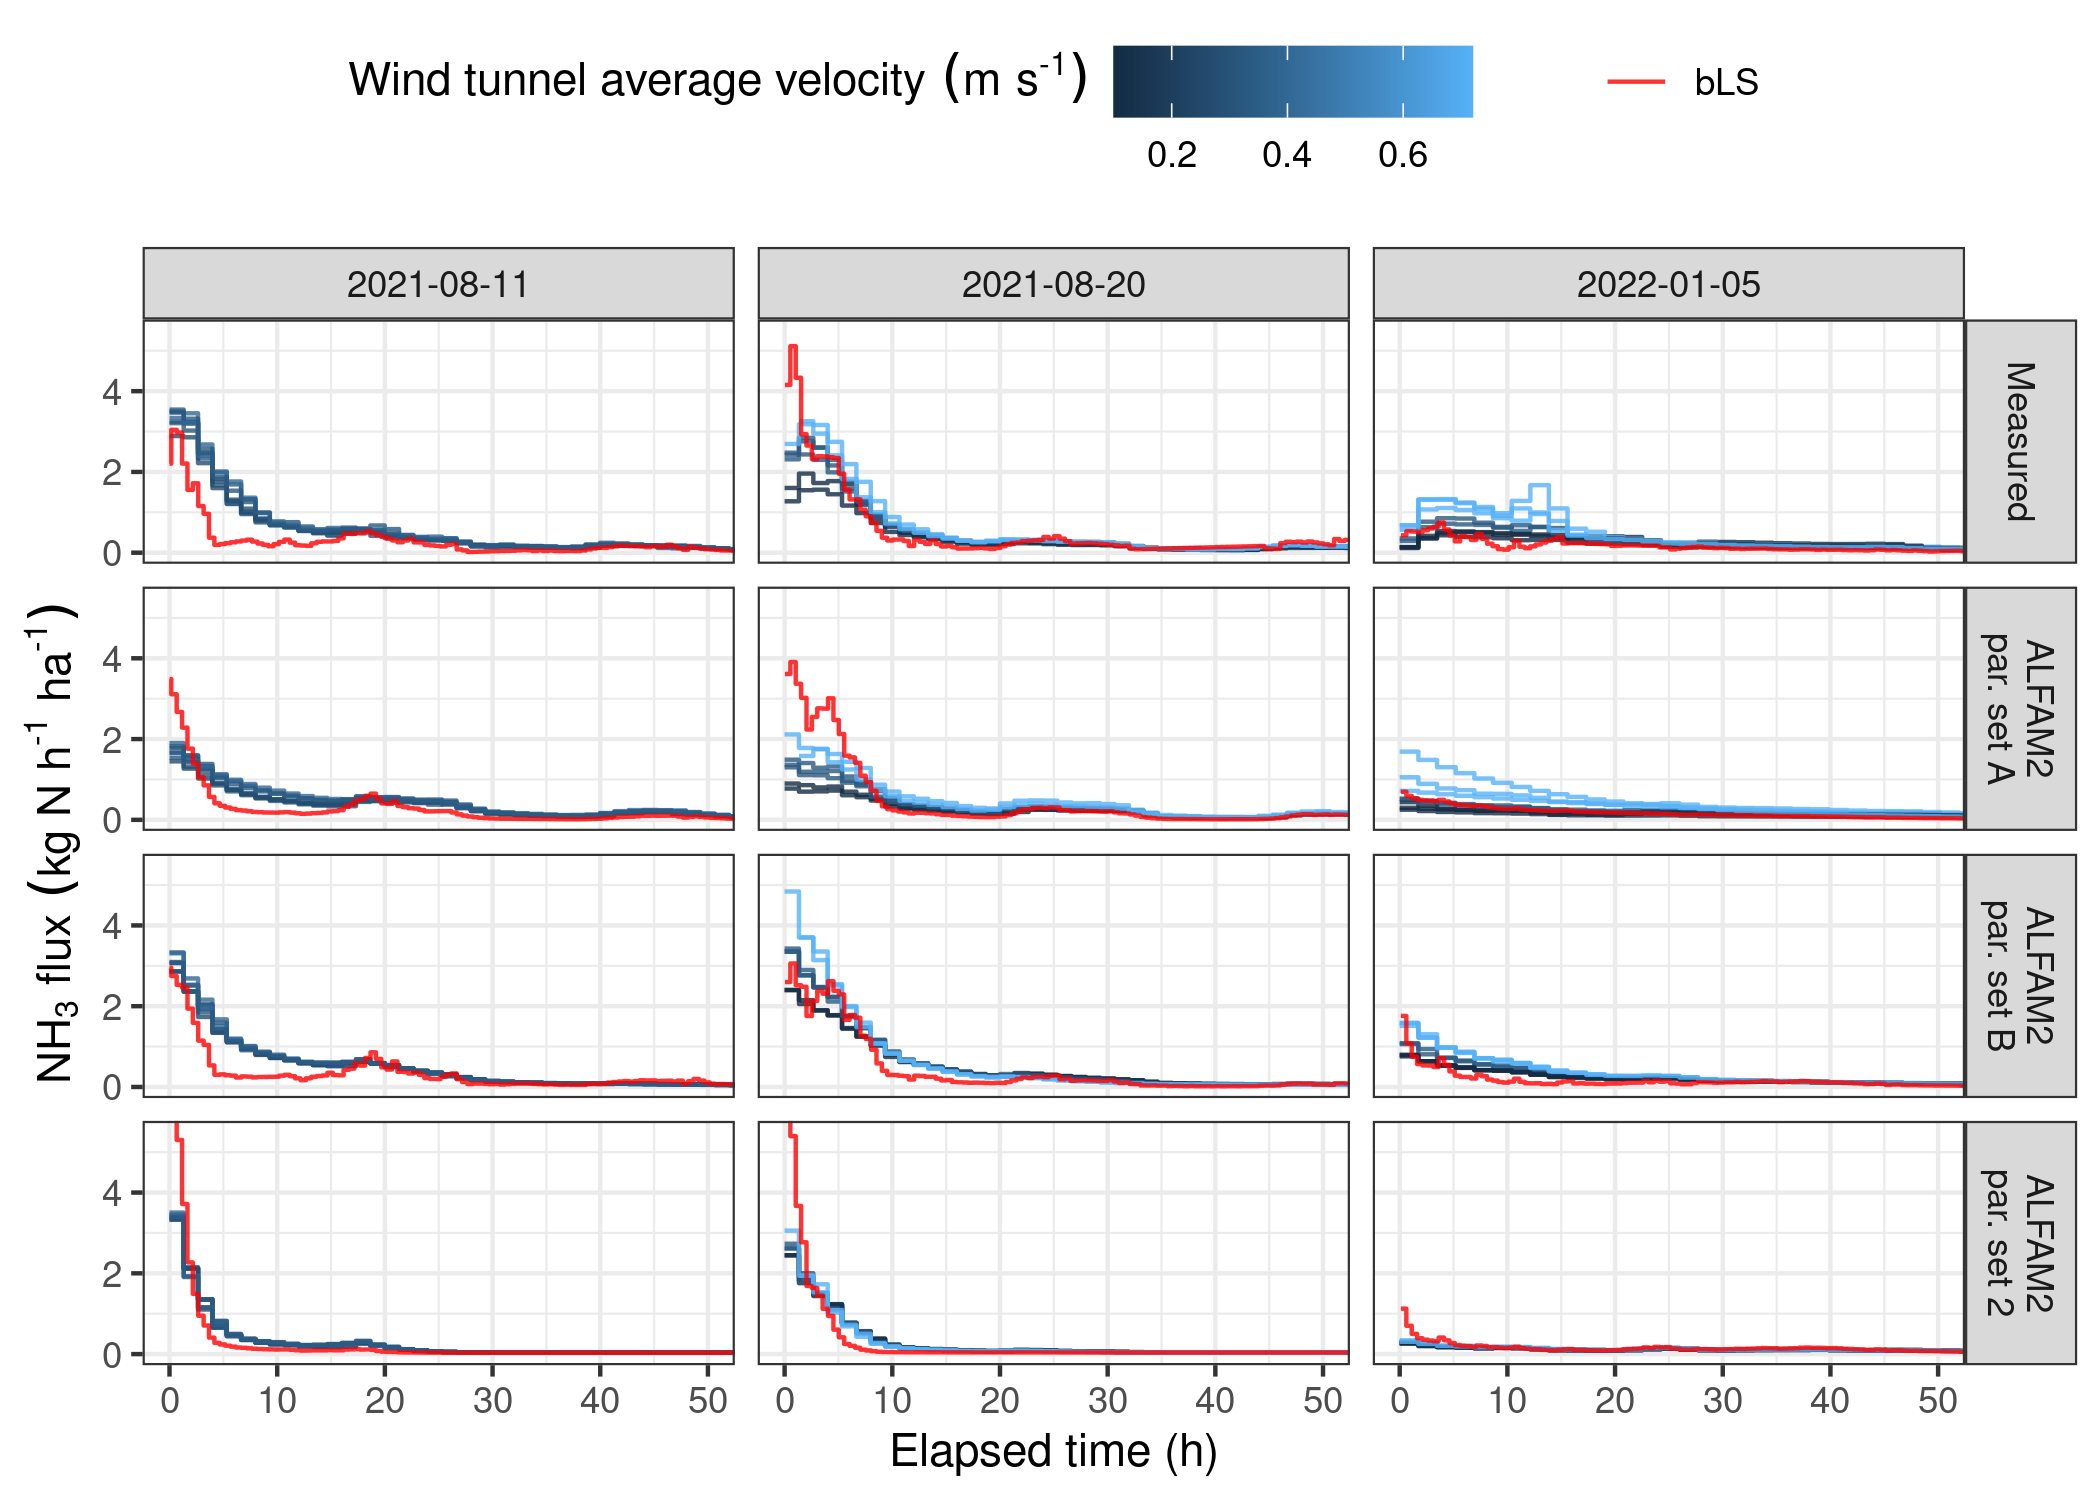 Wind tunnel average velocity (m s⁻¹)
0.2 0.4 0.6
bLS
2021-08-11 2021-08-20 2022-01-05
Measured
ALFAM2
par. set A
ALFAM2
par. set B
ALFAM2
par. set 2
NH₃ flux (kg N h⁻¹ ha⁻¹)
4
2
0
4
2
0
4
2
0
4
2
0
0 10 20 30 40 50 0 10 20 30 40 50 0 10 20 30 40 50
Elapsed time (h)